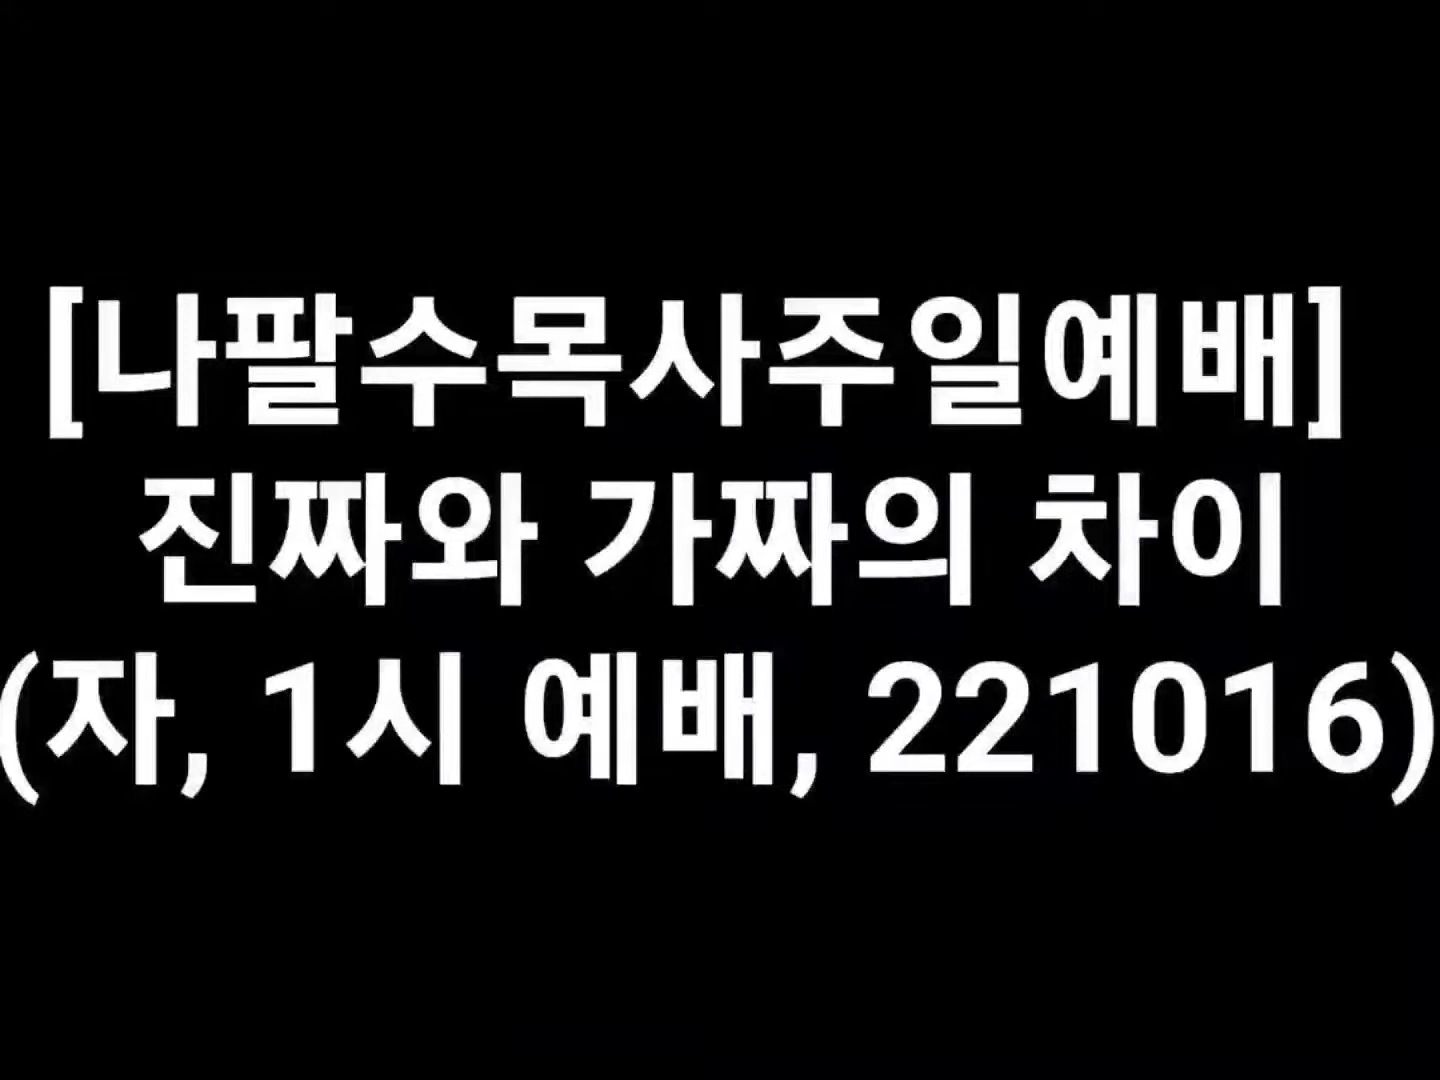 [나팔수목사주일예배]
진짜와 가짜의 차이
(자, 1시 예배, 221016)